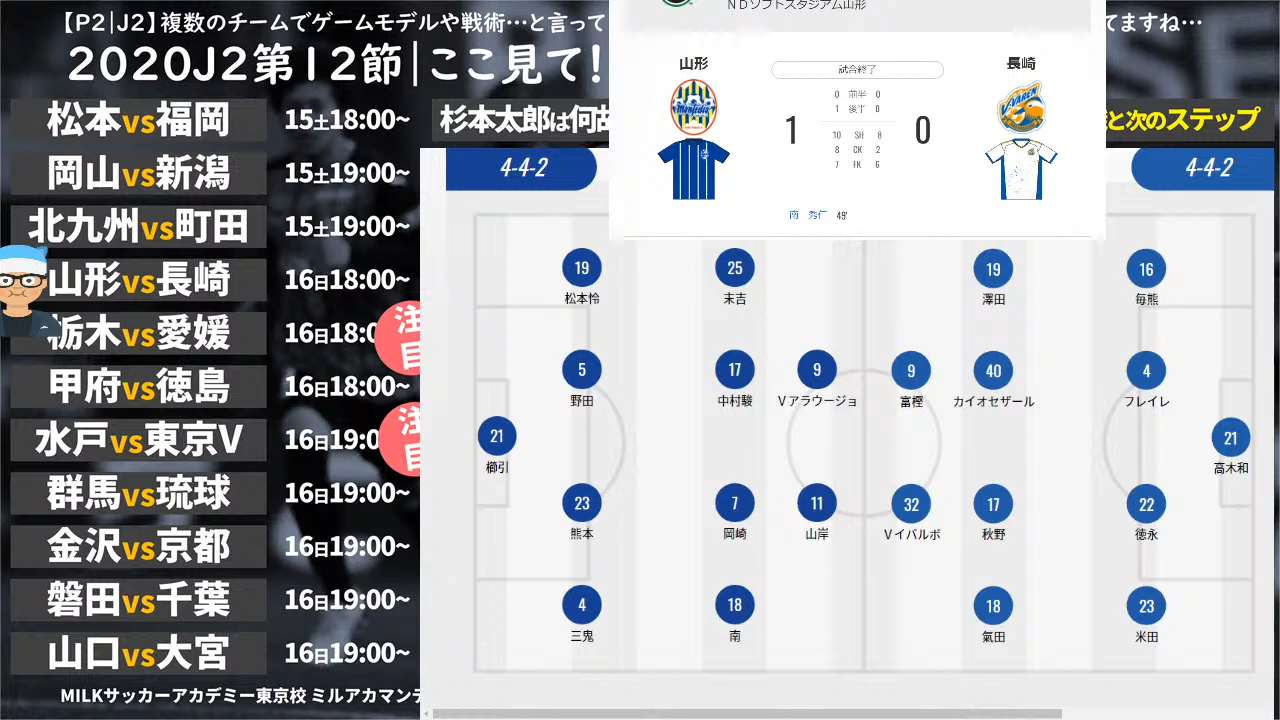 【P2|J2】複数のチームでゲームモデルや戦術…と言って
てますね…
2020J2第12節|ここ見て!
松本vs福岡 15土18:00~
岡山vs新潟 15土19:00~
北九州vs町田 15土19:00~
山形vs長崎 16日18:00~
栃木vs愛媛 16日18:0
注目
甲府vs徳島 16日18:00~
水戸vs東京V 16日19:0
注目
群馬vs琉球 16日19:00~
金沢vs京都 16日19:00~
磐田vs千葉 16日19:00~
山口vs大宮 16日19:00~
MILKサッカーアカデミー東京校 ミルアカマンテ
杉本太郎は何故
と次のステップ
NDソフトスタジアム山形
山形 試合終了 長崎
1 0
0 前半 0
1 後半 0
10 SH 8
8 CK 2
7 FK 6
南 秀仁 49'
4-4-2 4-4-2
19 25 19 16
松本怜 末吉 澤田 毎熊
5 17 9 9 40 4
野田 中村駿 Vアラウージョ 富樫 カイオセザール フレイレ
21 21
櫛引 高木和
23 7 11 32 17 22
熊本 岡崎 山岸 Vイバルボ 秋野 徳永
4 18 18 23
三鬼 南 氣田 米田